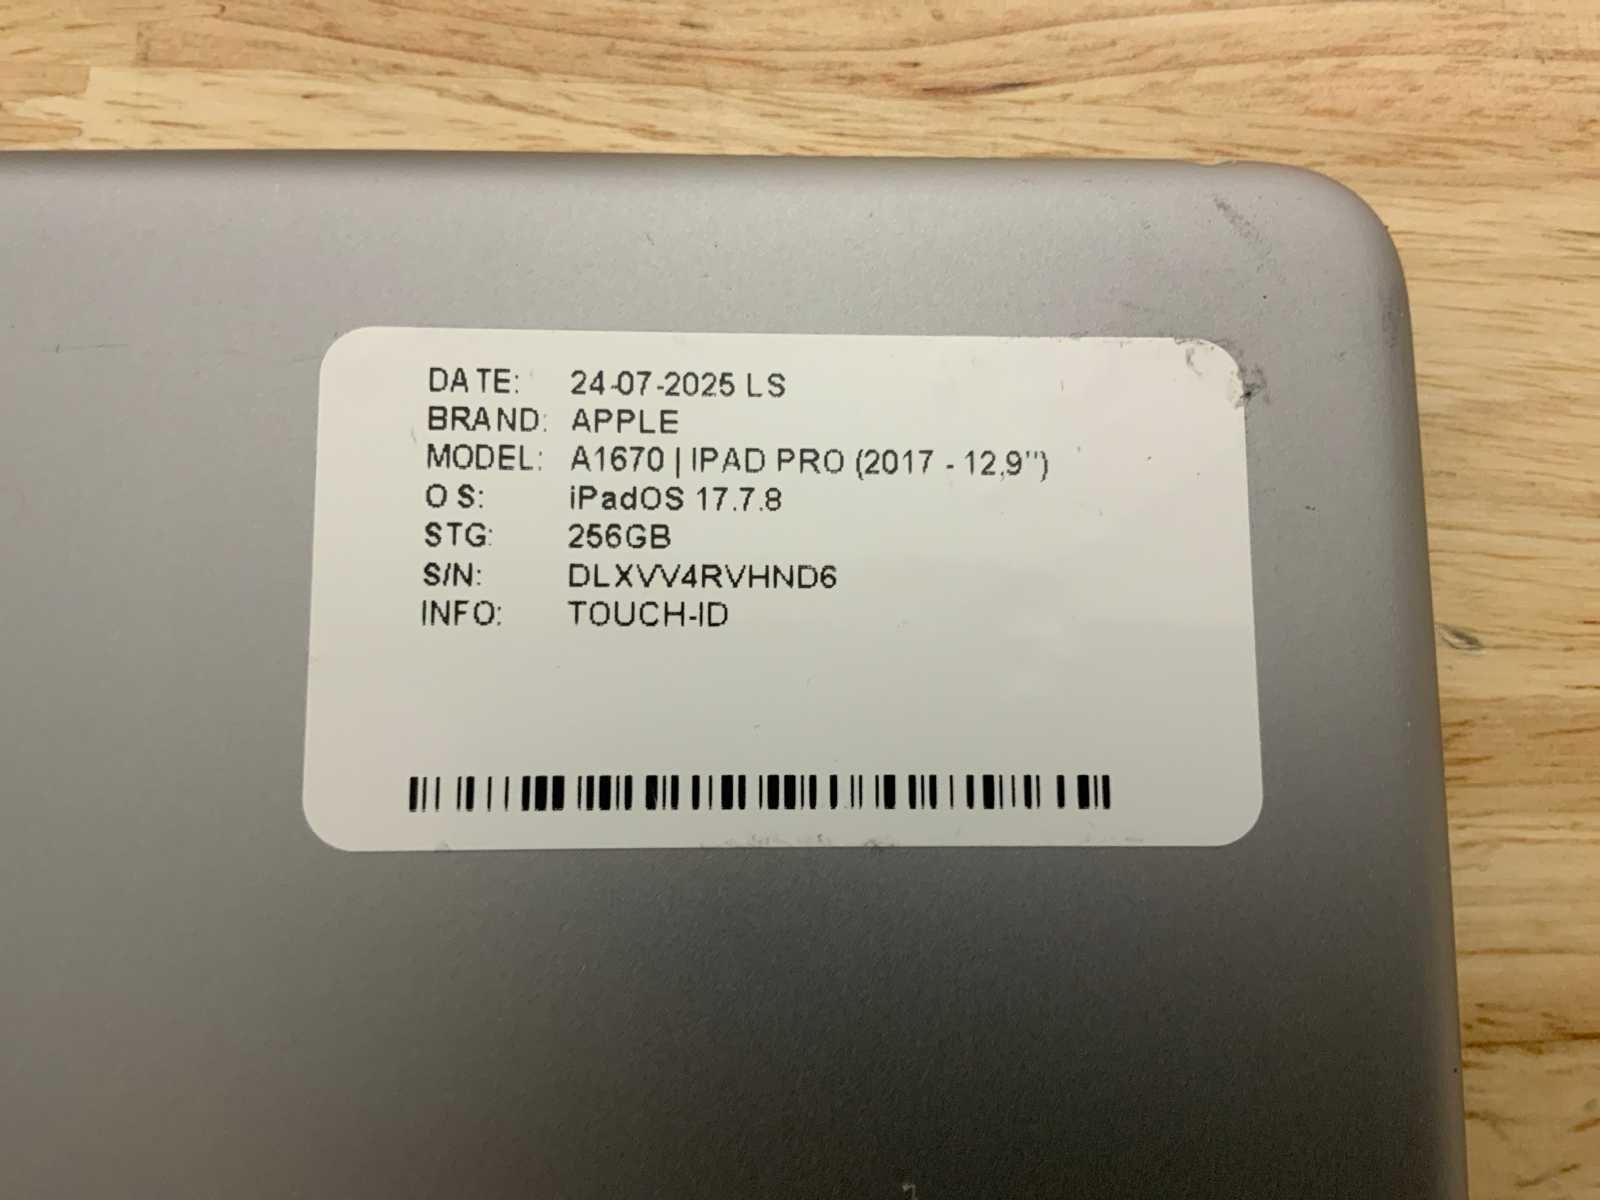 DATE: 24-07-2025 LS
BRAND: APPLE
MODEL: A1670 | IPAD PRO (2017 - 12,9")
OS: iPadOS 17.7.8
STG: 256GB
S/N: DLXVV4RVHND6
INFO: TOUCH-ID